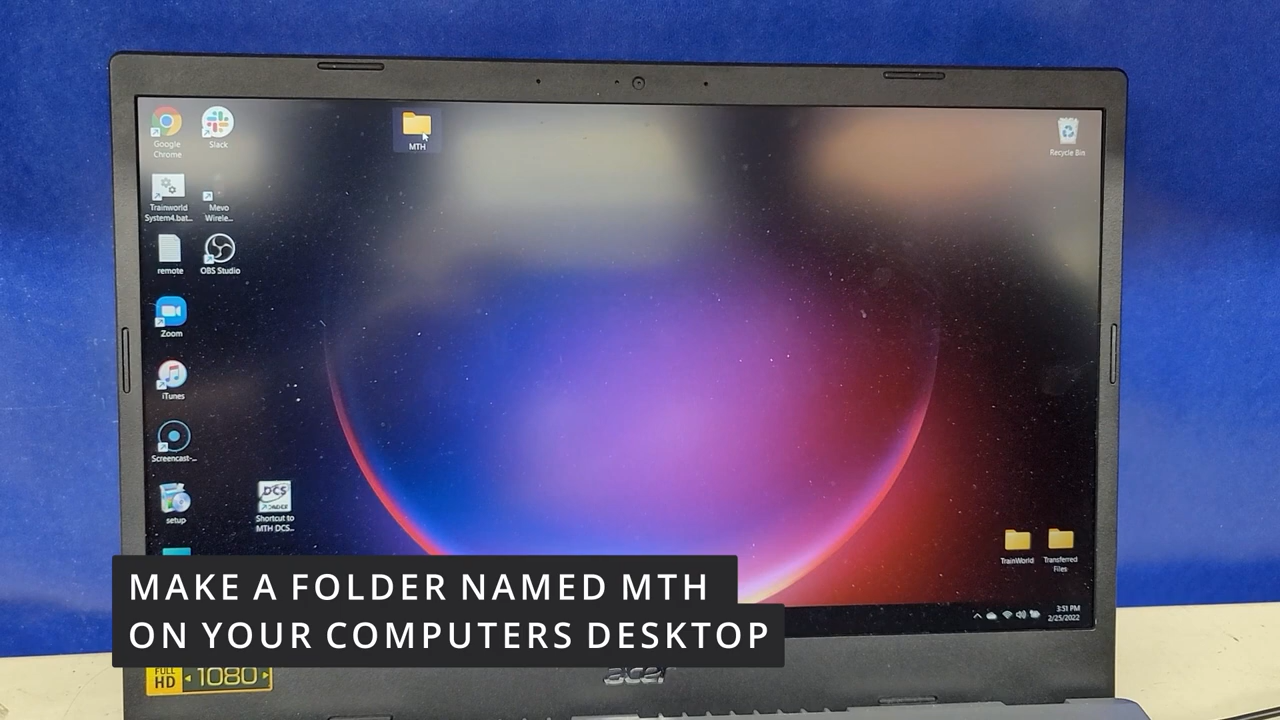 Google
Chrome
Slack
MTH
Recycle Bin
Trainworld
System4.bat...
Mevo
Wirele...
remote
OBS Studio
Zoom
iTunes
Screencast-...
setup
DCS
Shortcut to
MTH DCS...
TrainWorld
Transferred
Files
3:51 PM
2/25/2022
MAKE A FOLDER NAMED MTH
ON YOUR COMPUTERS DESKTOP
FULL
HD
1080
acer